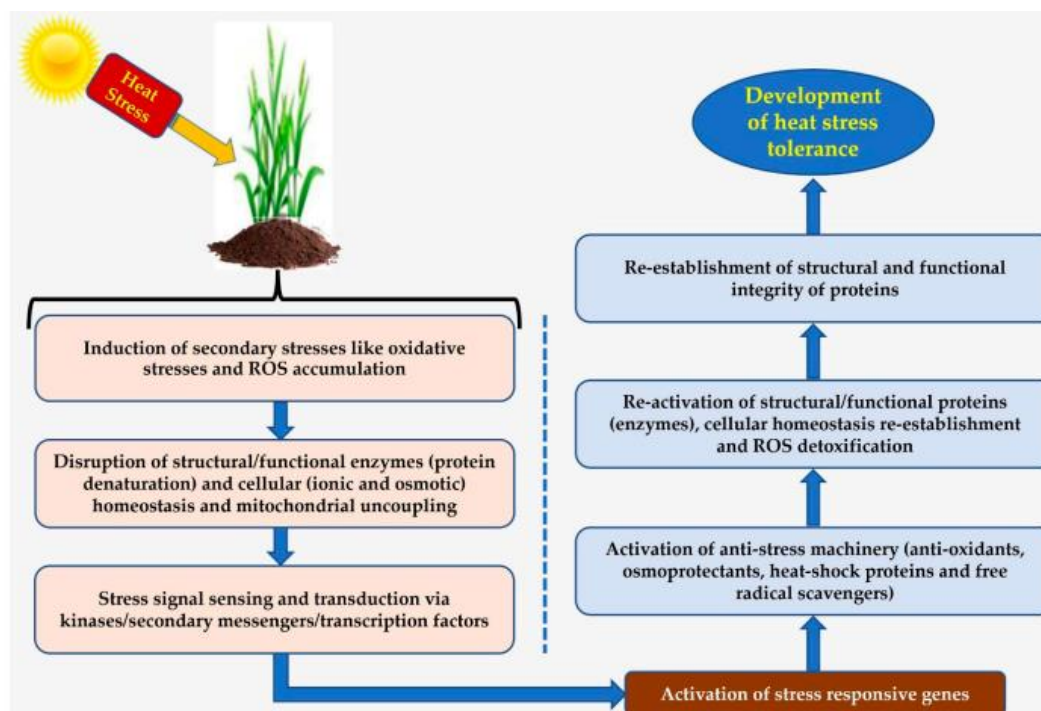 Heat
Stress
Induction of secondary stresses like oxidative
stresses and ROS accumulation
Disruption of structural/functional enzymes (protein
denaturation) and cellular (ionic and osmotic)
homeostasis and mitochondrial uncoupling
Stress signal sensing and transduction via
kinases/secondary messengers/transcription factors
Activation of stress responsive genes
Activation of anti-stress machinery (anti-oxidants,
osmoprotectants, heat-shock proteins and free
radical scavengers)
Re-activation of structural/functional proteins
(enzymes), cellular homeostasis re-establishment
and ROS detoxification
Re-establishment of structural and functional
integrity of proteins
Development
of heat stress
tolerance